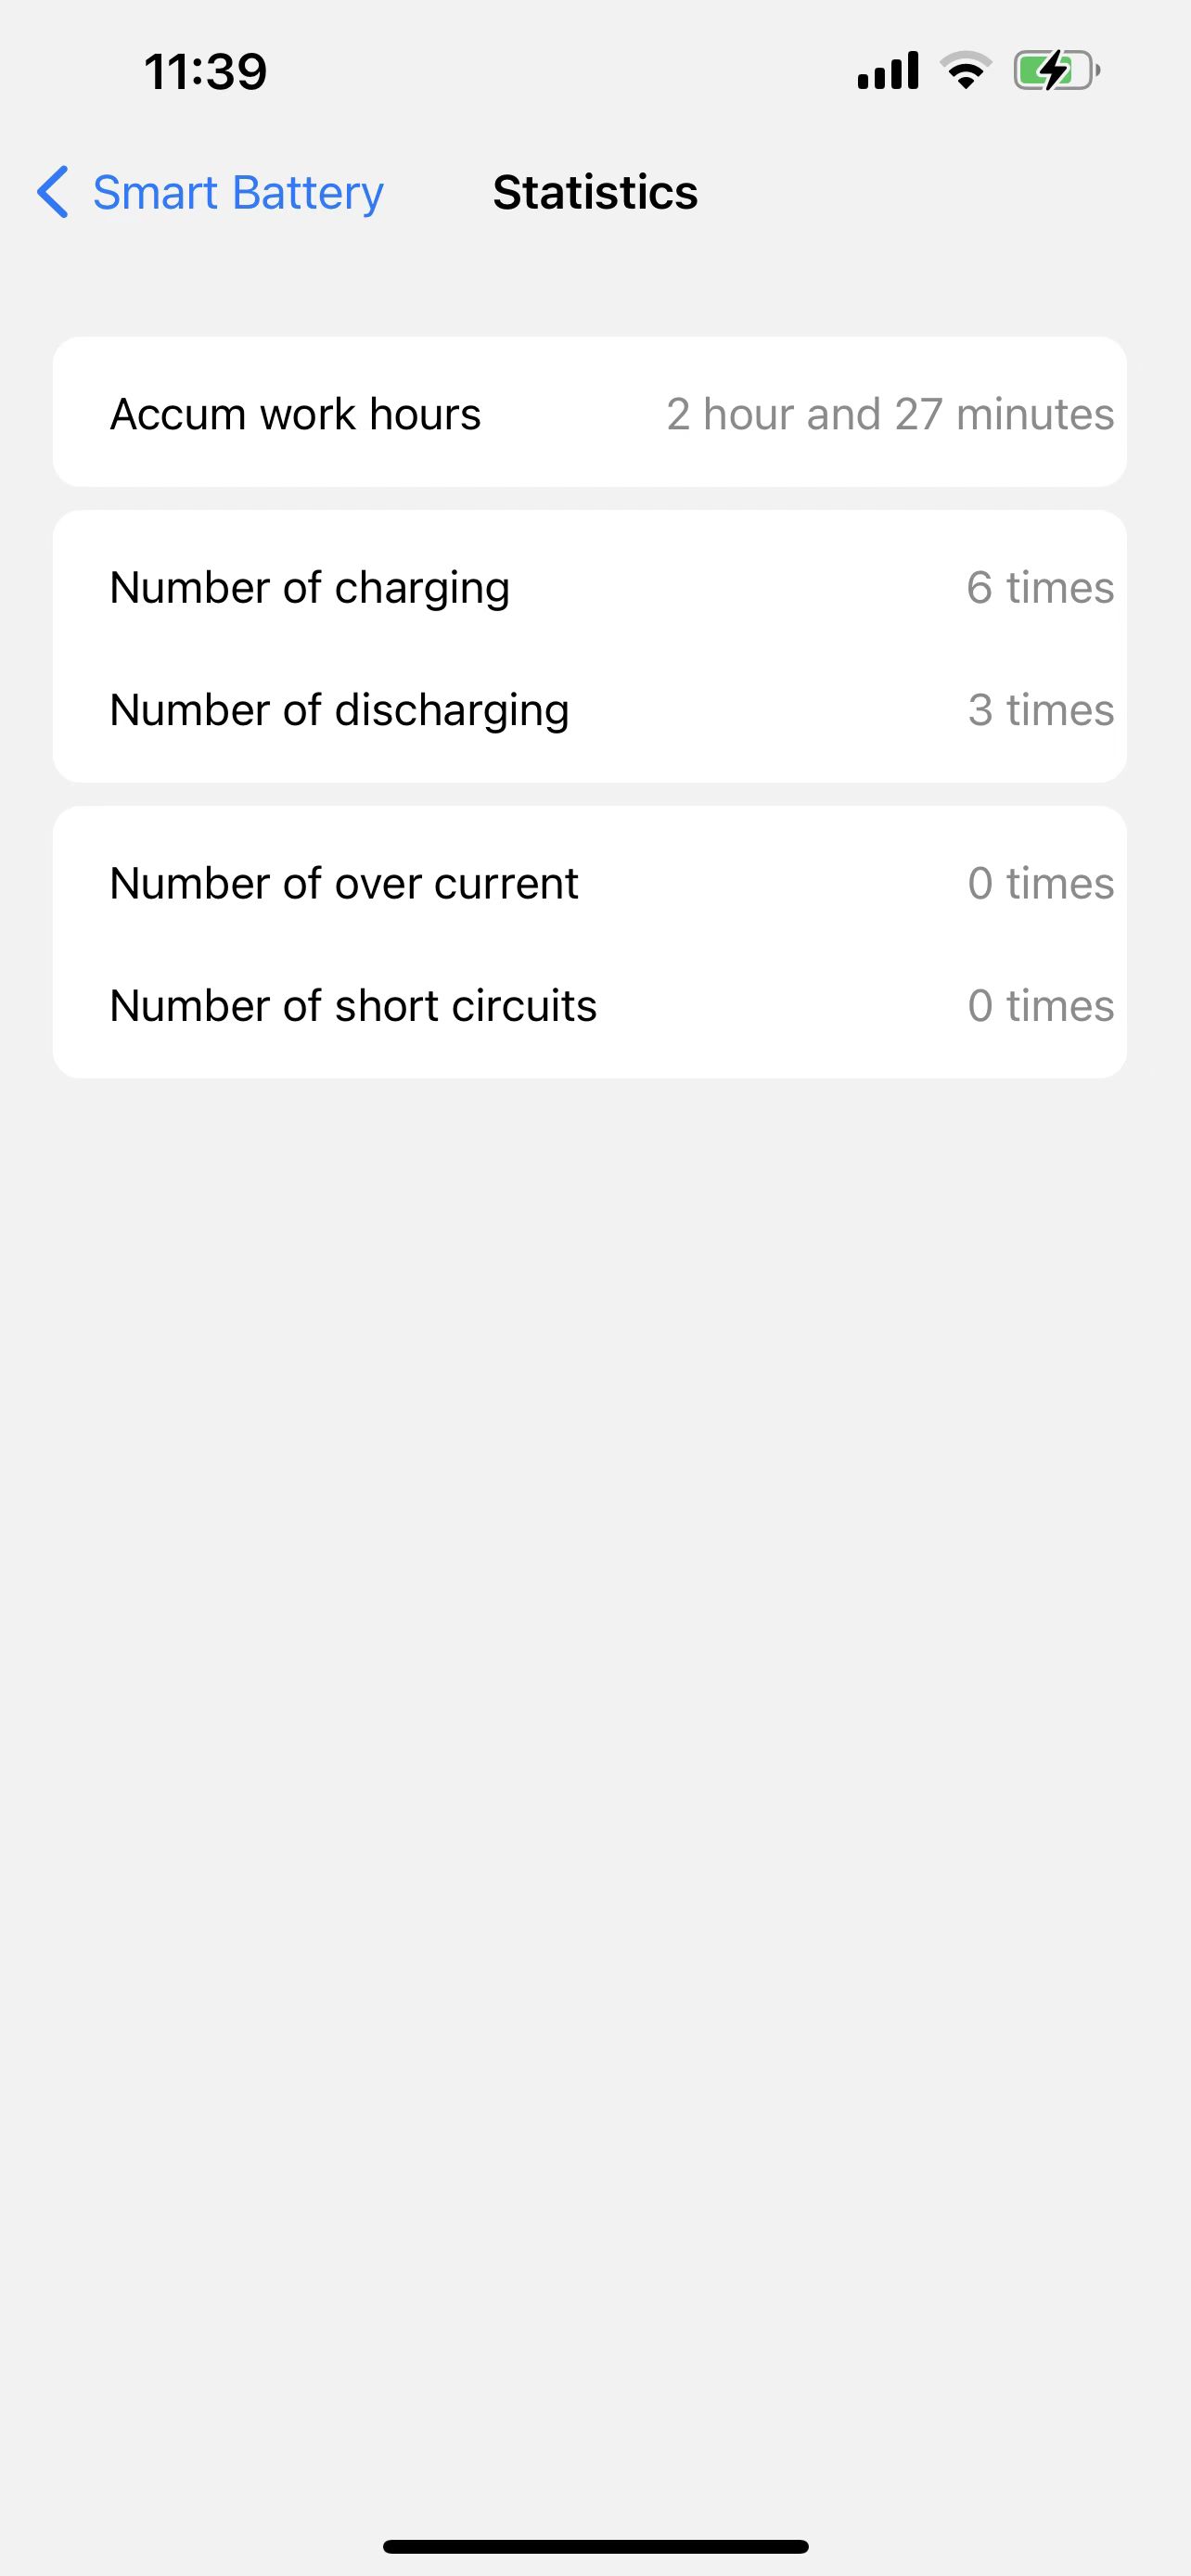 11:39
Smart Battery
Statistics
Accum work hours 2 hour and 27 minutes
Number of charging 6 times
Number of discharging 3 times
Number of over current 0 times
Number of short circuits 0 times